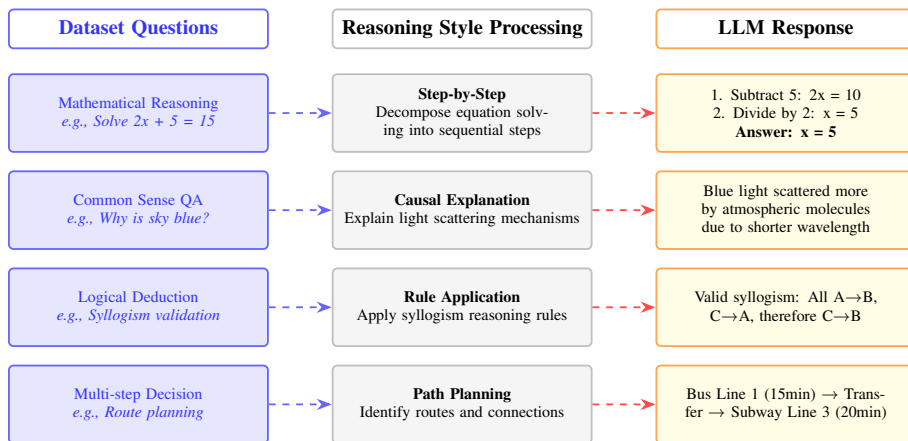 Dataset Questions
Reasoning Style Processing
LLM Response
Mathematical Reasoning
e.g., Solve 2x + 5 = 15
Step-by-Step
Decompose equation solv-
ing into sequential steps
1. Subtract 5: 2x = 10
2. Divide by 2: x = 5
Answer: x = 5
Common Sense QA
e.g., Why is sky blue?
Causal Explanation
Explain light scattering mechanisms
Blue light scattered more
by atmospheric molecules
due to shorter wavelength
Logical Deduction
e.g., Syllogism validation
Rule Application
Apply syllogism reasoning rules
Valid syllogism: All A→B,
C→A, therefore C→B
Multi-step Decision
e.g., Route planning
Path Planning
Identify routes and connections
Bus Line 1 (15min) → Trans-
fer → Subway Line 3 (20min)